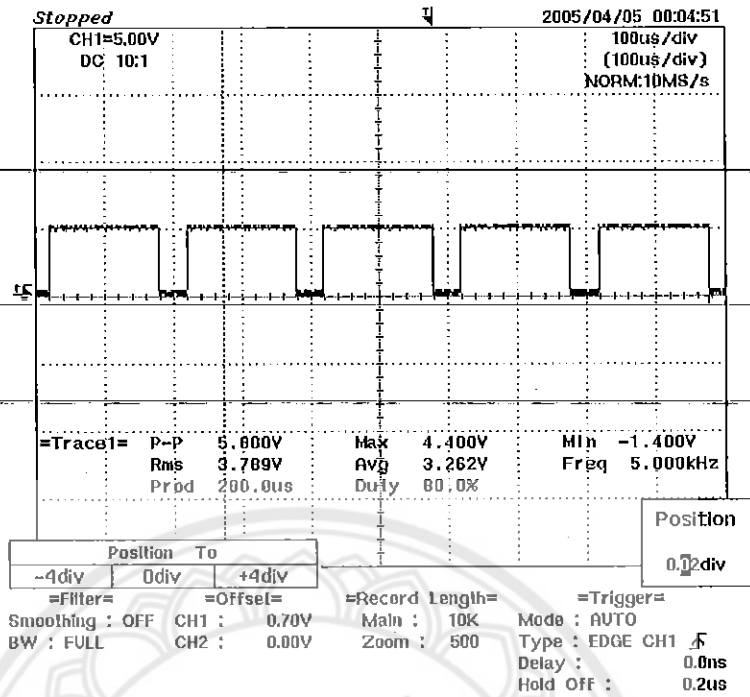 Stopped 2005/04/05 00:04:51
CH1=5.00V 100us/div
DC 10:1 (100us/div)
NORM:10MS/s
=Trace1= P-P 5.800V Max 4.400V Min -1.400V
Rms 3.789V Avg 3.262V Freq 5.000kHz
Prod 200.0us Duty 80.0%
Position
0.02div
Position To
-4div 0div +4div
=Filter= =Offset= =Record Length= =Trigger=
Smoothing : OFF CH1 : 0.70V Main : 10K Mode : AUTO
BW : FULL CH2 : 0.00V Zoom : 500 Type : EDGE CH1
Delay : 0.0ns
Hold Off : 0.2us